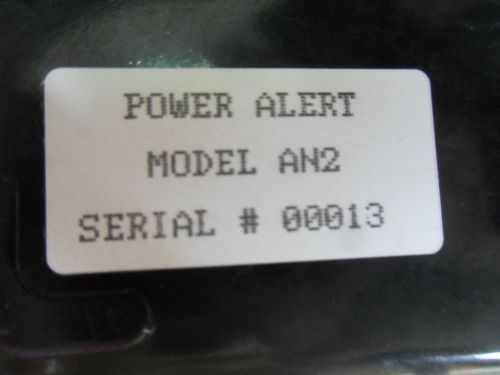 POWER ALERT
MODEL AN2
SERIAL # 00013